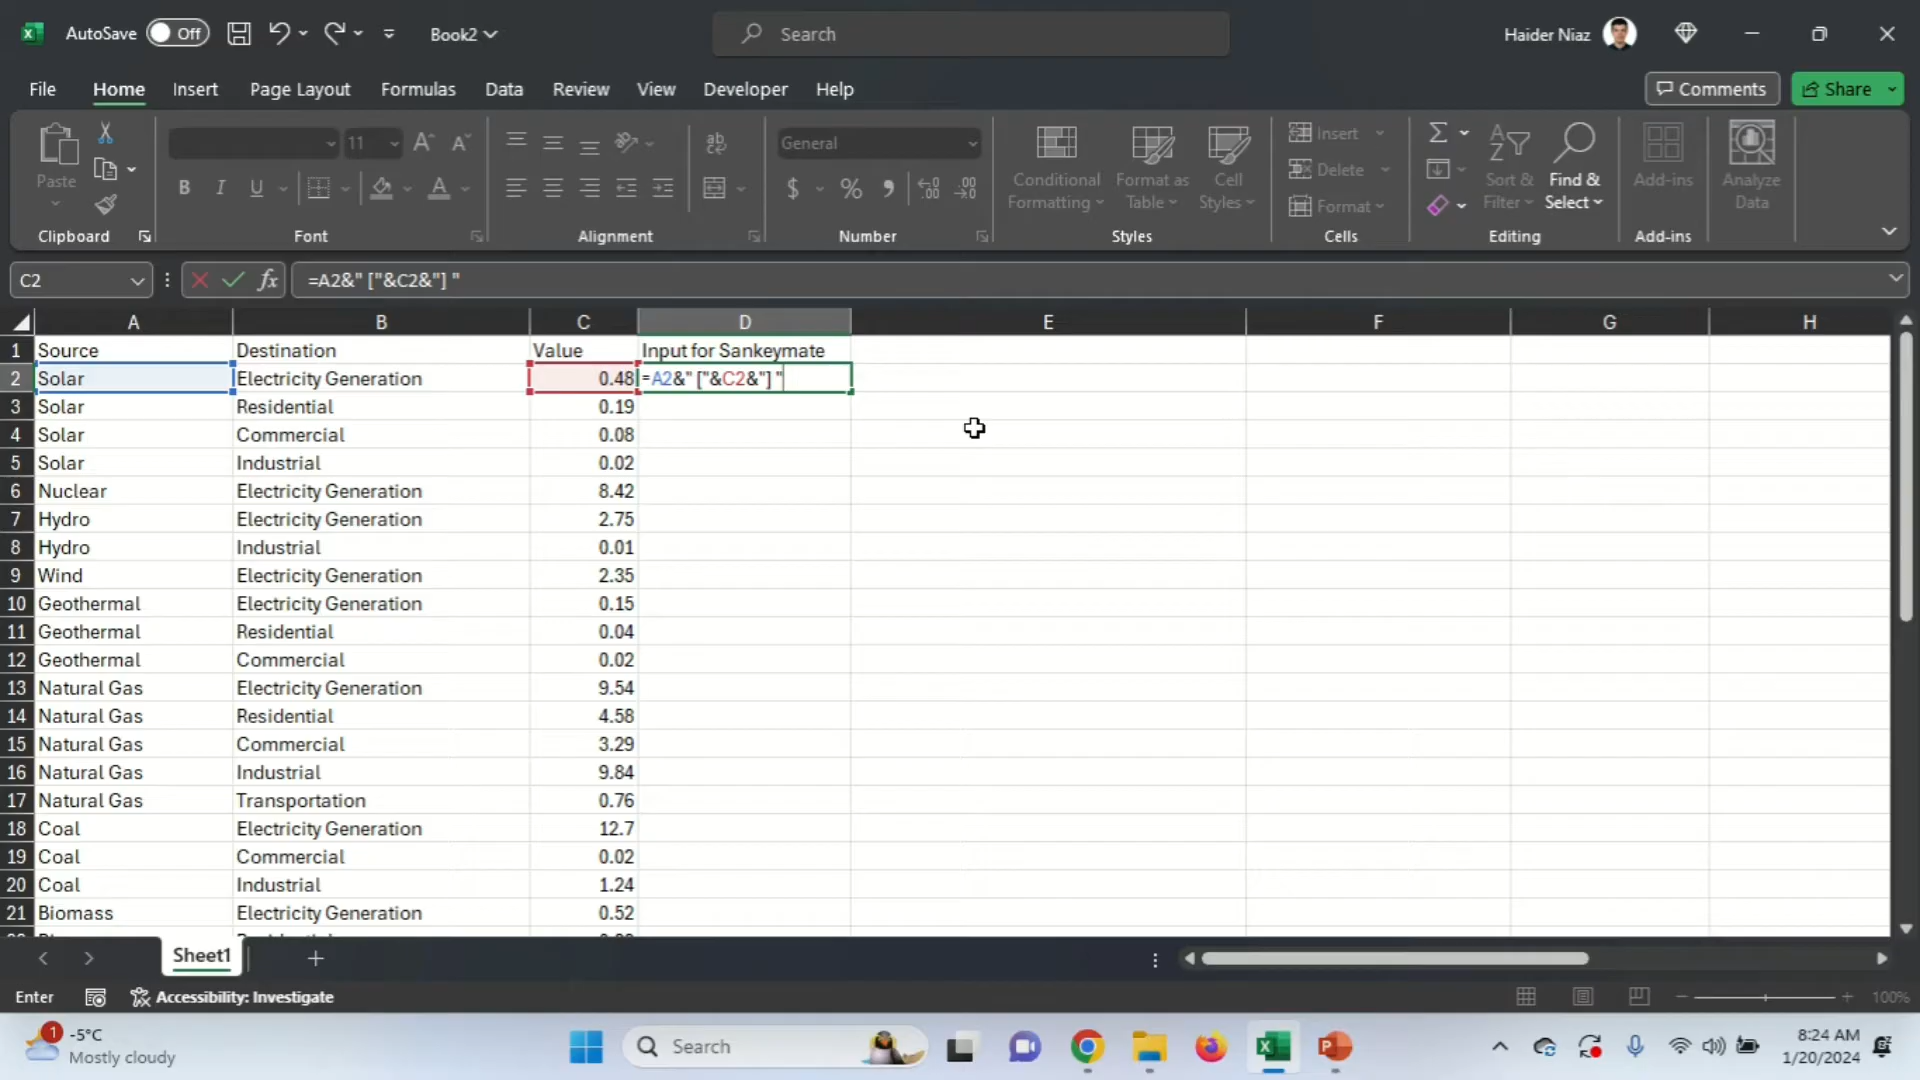 AutoSave Off Book2 Search Haider Niaz
File Home Insert Page Layout Formulas Data Review View Developer Help Comments Share
Paste 11 General Conditional Formatting Format as Table Cell Styles Insert Delete Format Sort & Filter Find & Select Add-ins Analyze Data
Clipboard Font Alignment Number Styles Cells Editing Add-ins
C2 fx =A2&" ["&C2&"] "
A B C D E F G H
1 Source Destination Value Input for Sankeymate
2 Solar Electricity Generation 0.48 =A2&" ["&C2&"] "
3 Solar Residential 0.19
4 Solar Commercial 0.08
5 Solar Industrial 0.02
6 Nuclear Electricity Generation 8.42
7 Hydro Electricity Generation 2.75
8 Hydro Industrial 0.01
9 Wind Electricity Generation 2.35
10 Geothermal Electricity Generation 0.15
11 Geothermal Residential 0.04
12 Geothermal Commercial 0.02
13 Natural Gas Electricity Generation 9.54
14 Natural Gas Residential 4.58
15 Natural Gas Commercial 3.29
16 Natural Gas Industrial 9.84
17 Natural Gas Transportation 0.76
18 Coal Electricity Generation 12.7
19 Coal Commercial 0.02
20 Coal Industrial 1.24
21 Biomass Electricity Generation 0.52
Sheet1
Enter Accessibility: Investigate 100%
1 -5°C Search 8:24 AM
Mostly cloudy 1/20/2024